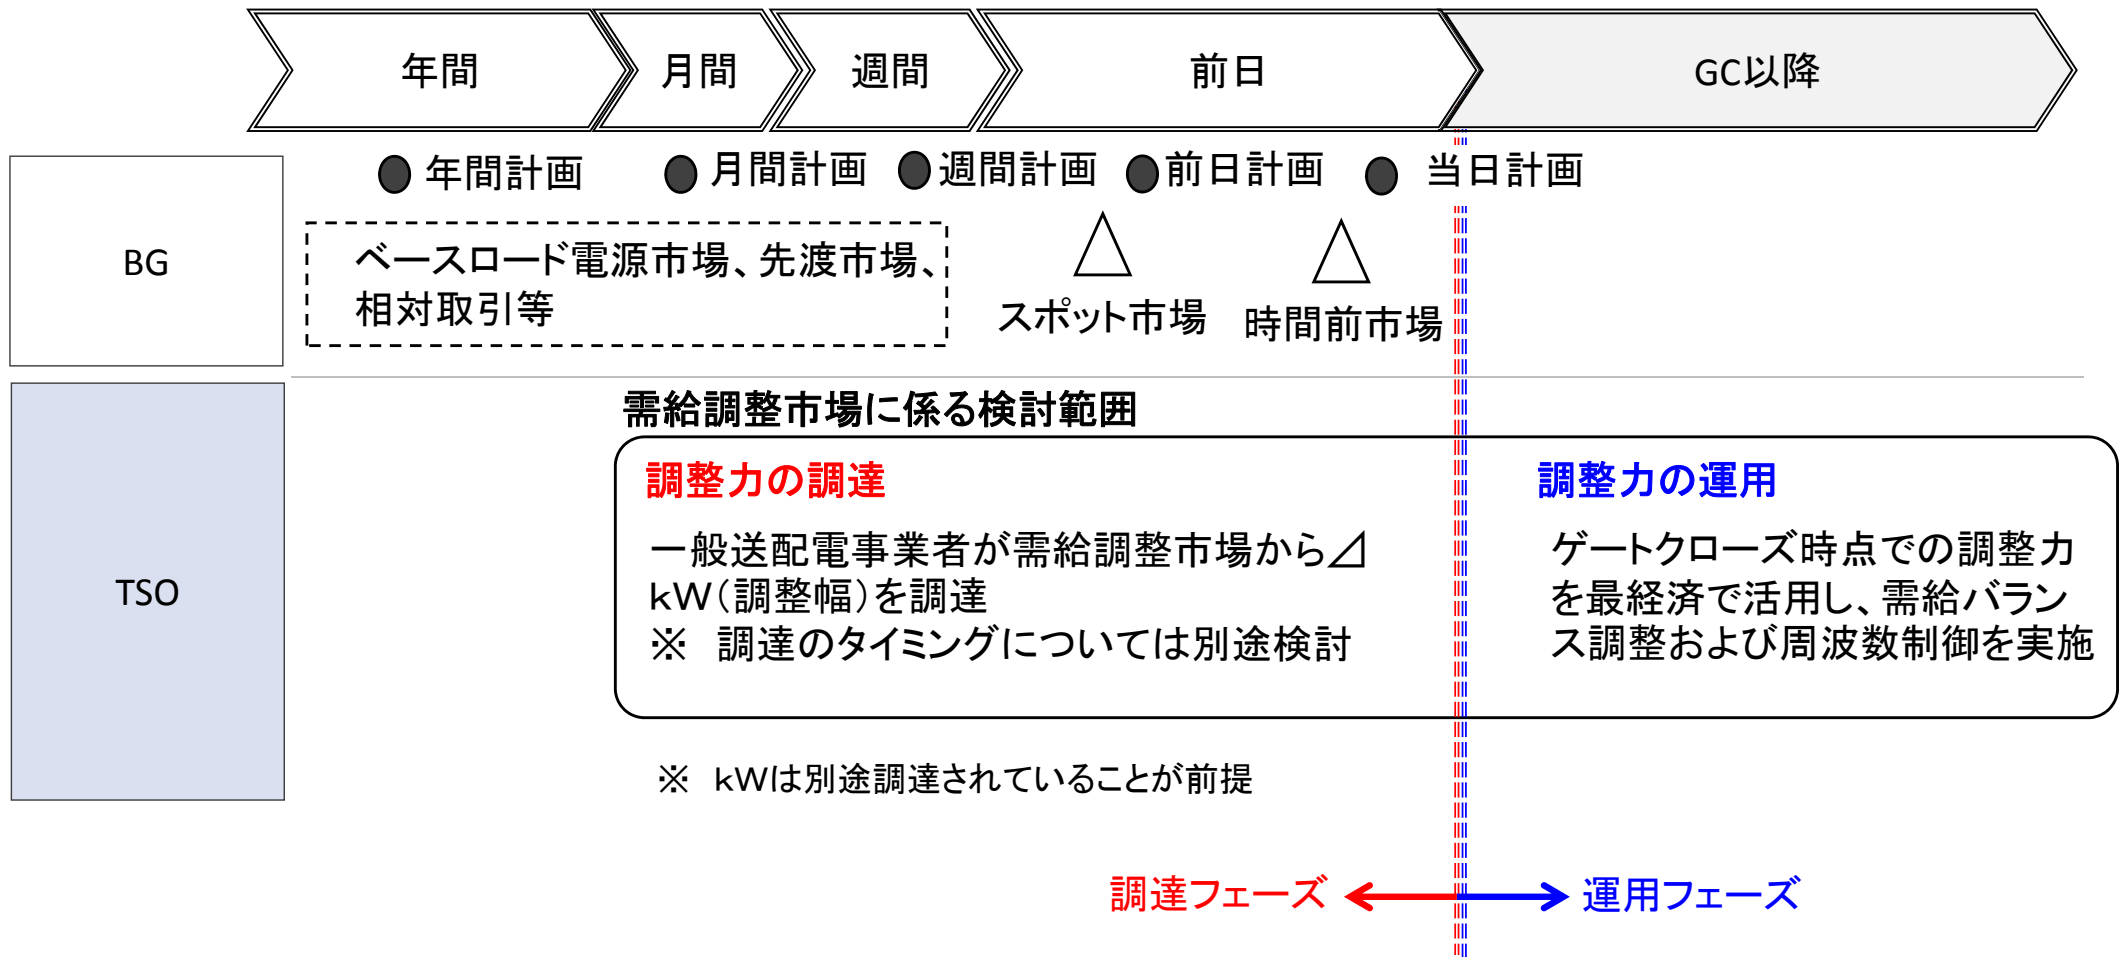 年間
月間
週間
前日
GC以降
年間計画
月間計画
週間計画
前日計画
当日計画
BG
ベースロード電源市場、先渡市場、
相対取引等
スポット市場
時間前市場
TSO
需給調整市場に係る検討範囲
調整力の調達
一般送配電事業者が需給調整市場から⊿
kW(調整幅)を調達
※ 調達のタイミングについては別途検討
調整力の運用
ゲートクローズ時点での調整力
を最経済で活用し、需給バラン
ス調整および周波数制御を実施
※ kWは別途調達されていることが前提
調達フェーズ
運用フェーズ